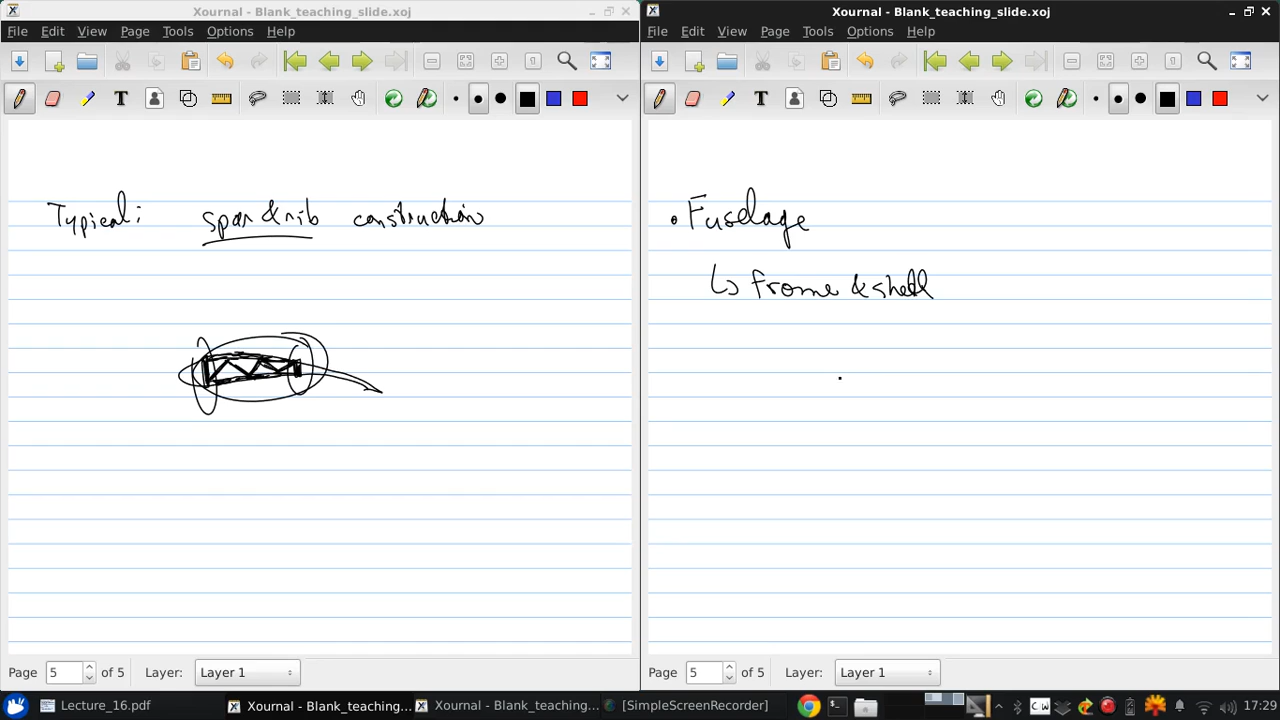 Xournal - Blank_teaching_slide.xoj
File Edit View Page Tools Options Help
Typical: spar & rib construction
Page 5 of 5 Layer: Layer 1
Xournal - Blank_teaching_slide.xoj
File Edit View Page Tools Options Help
• Fuselage
↳ Frame & shell
Page 5 of 5 Layer: Layer 1
Lecture_16.pdf Xournal - Blank_teaching_... Xournal - Blank_teaching_... [SimpleScreenRecorder] 17:29